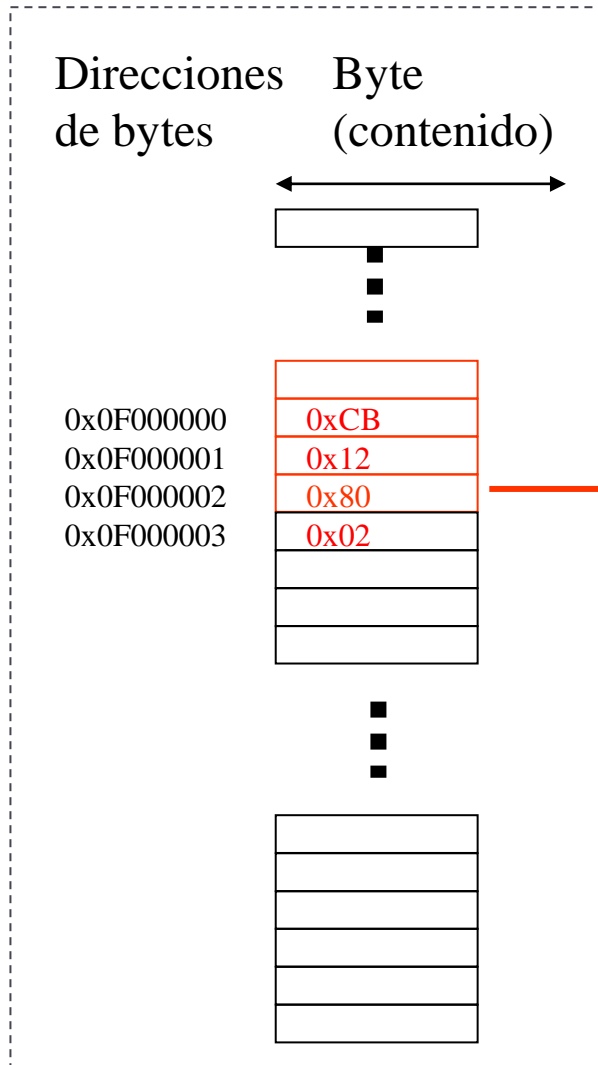 Direcciones Byte
de bytes (contenido)
0x0F000000 0xCB
0x0F000001 0x12
0x0F000002 0x80
0x0F000003 0x02